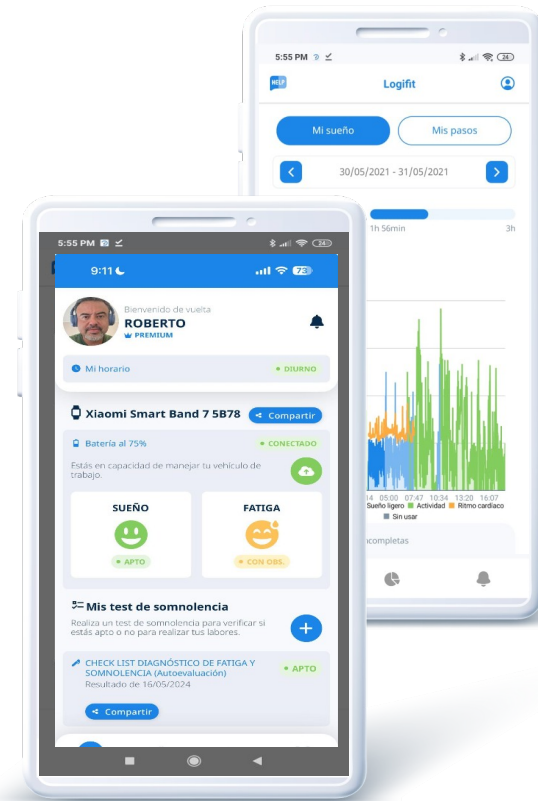 5:55 PM
24
HELP
Logifit
Mi sueño
Mis pasos
30/05/2021 - 31/05/2021
1h 56min
3h
14 05:00 07:47 10:34 13:20 16:07
Sueño ligero Actividad Ritmo cardíaco
Sin usar
ncompletas
5:55 PM
24
9:11
73
Bienvenido de vuelta
ROBERTO
PREMIUM
Mi horario
DIURNO
Xiaomi Smart Band 7 5B78
Compartir
Batería al 75%
CONECTADO
Estás en capacidad de manejar tu vehículo de
trabajo.
SUEÑO
FATIGA
APTO
CON OBS.
Mis test de somnolencia
Realiza un test de somnolencia para verificar si
estás apto o no para realizar tus labores.
CHECK LIST DIAGNÓSTICO DE FATIGA Y
SOMNOLENCIA (Autoevaluación)
APTO
Resultado de 16/05/2024
Compartir